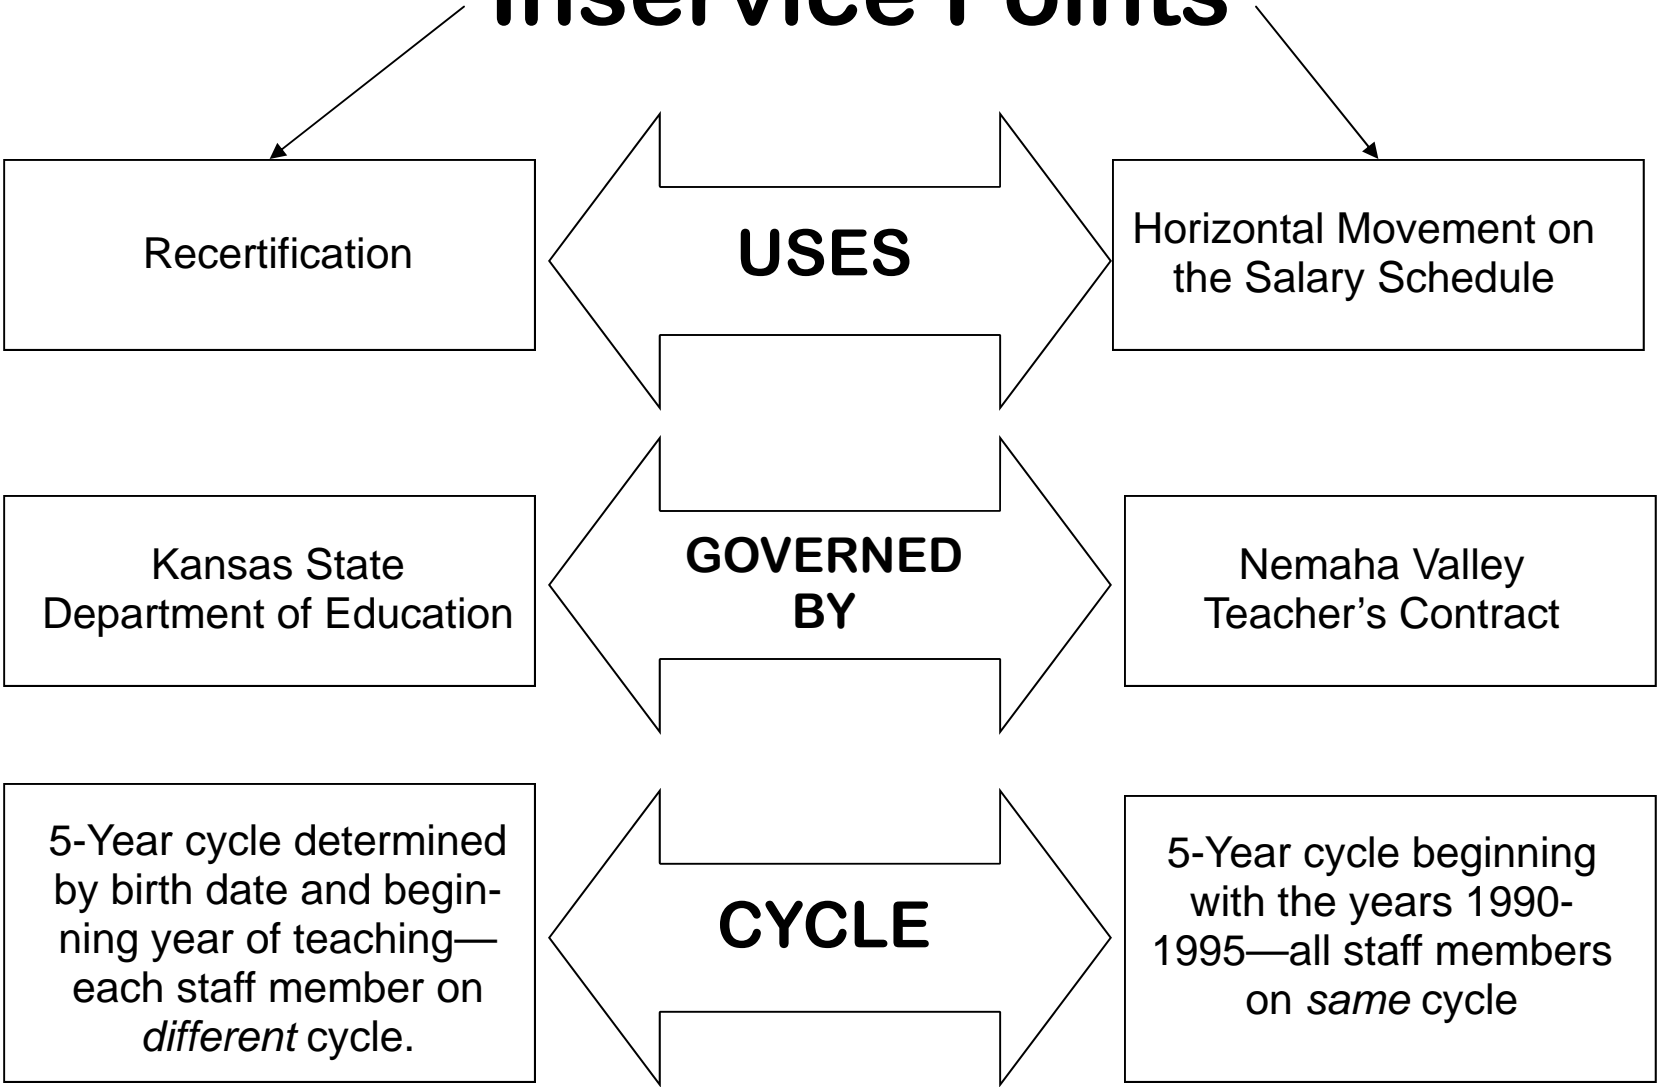 Inservice Points
Recertification
USES
Horizontal Movement on
the Salary Schedule
Kansas State
Department of Education
GOVERNED
BY
Nemaha Valley
Teacher’s Contract
5-Year cycle determined
by birth date and begin-
ning year of teaching—
each staff member on
different cycle.
CYCLE
5-Year cycle beginning
with the years 1990-
1995—all staff members
on same cycle